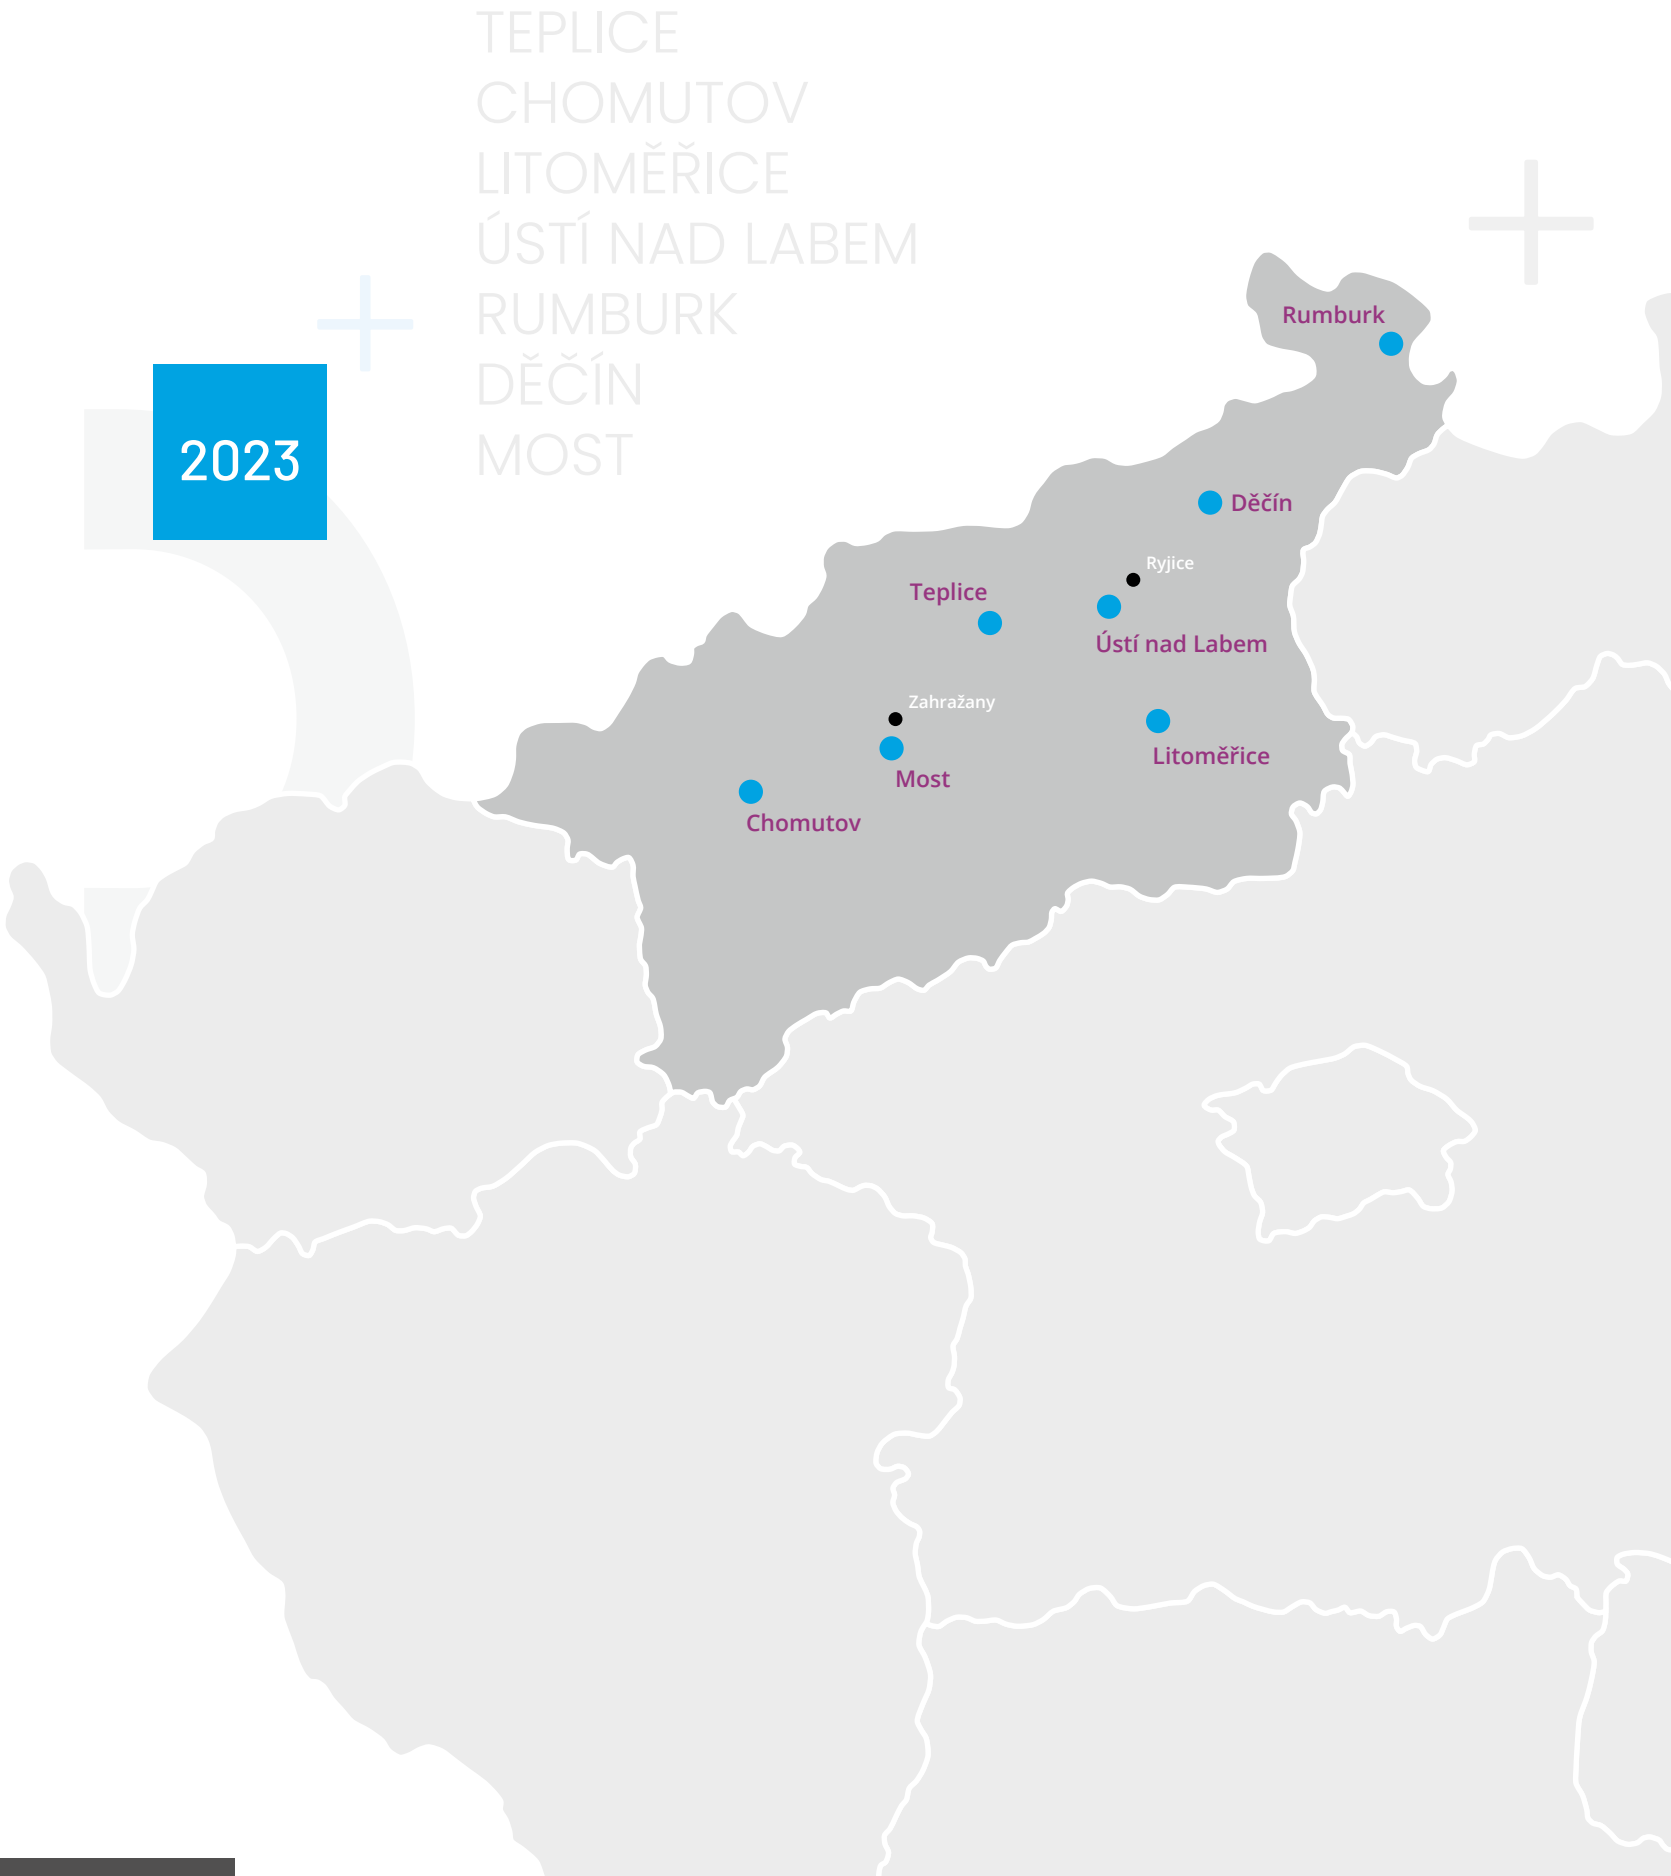 TEPLICE
CHOMUTOV
LITOMĚŘICE
ÚSTÍ NAD LABEM
RUMBURK
DĚČÍN
MOST
2023
Rumburk
Děčín
Ryjice
Teplice
Ústí nad Labem
Zahražany
Litoměřice
Most
Chomutov